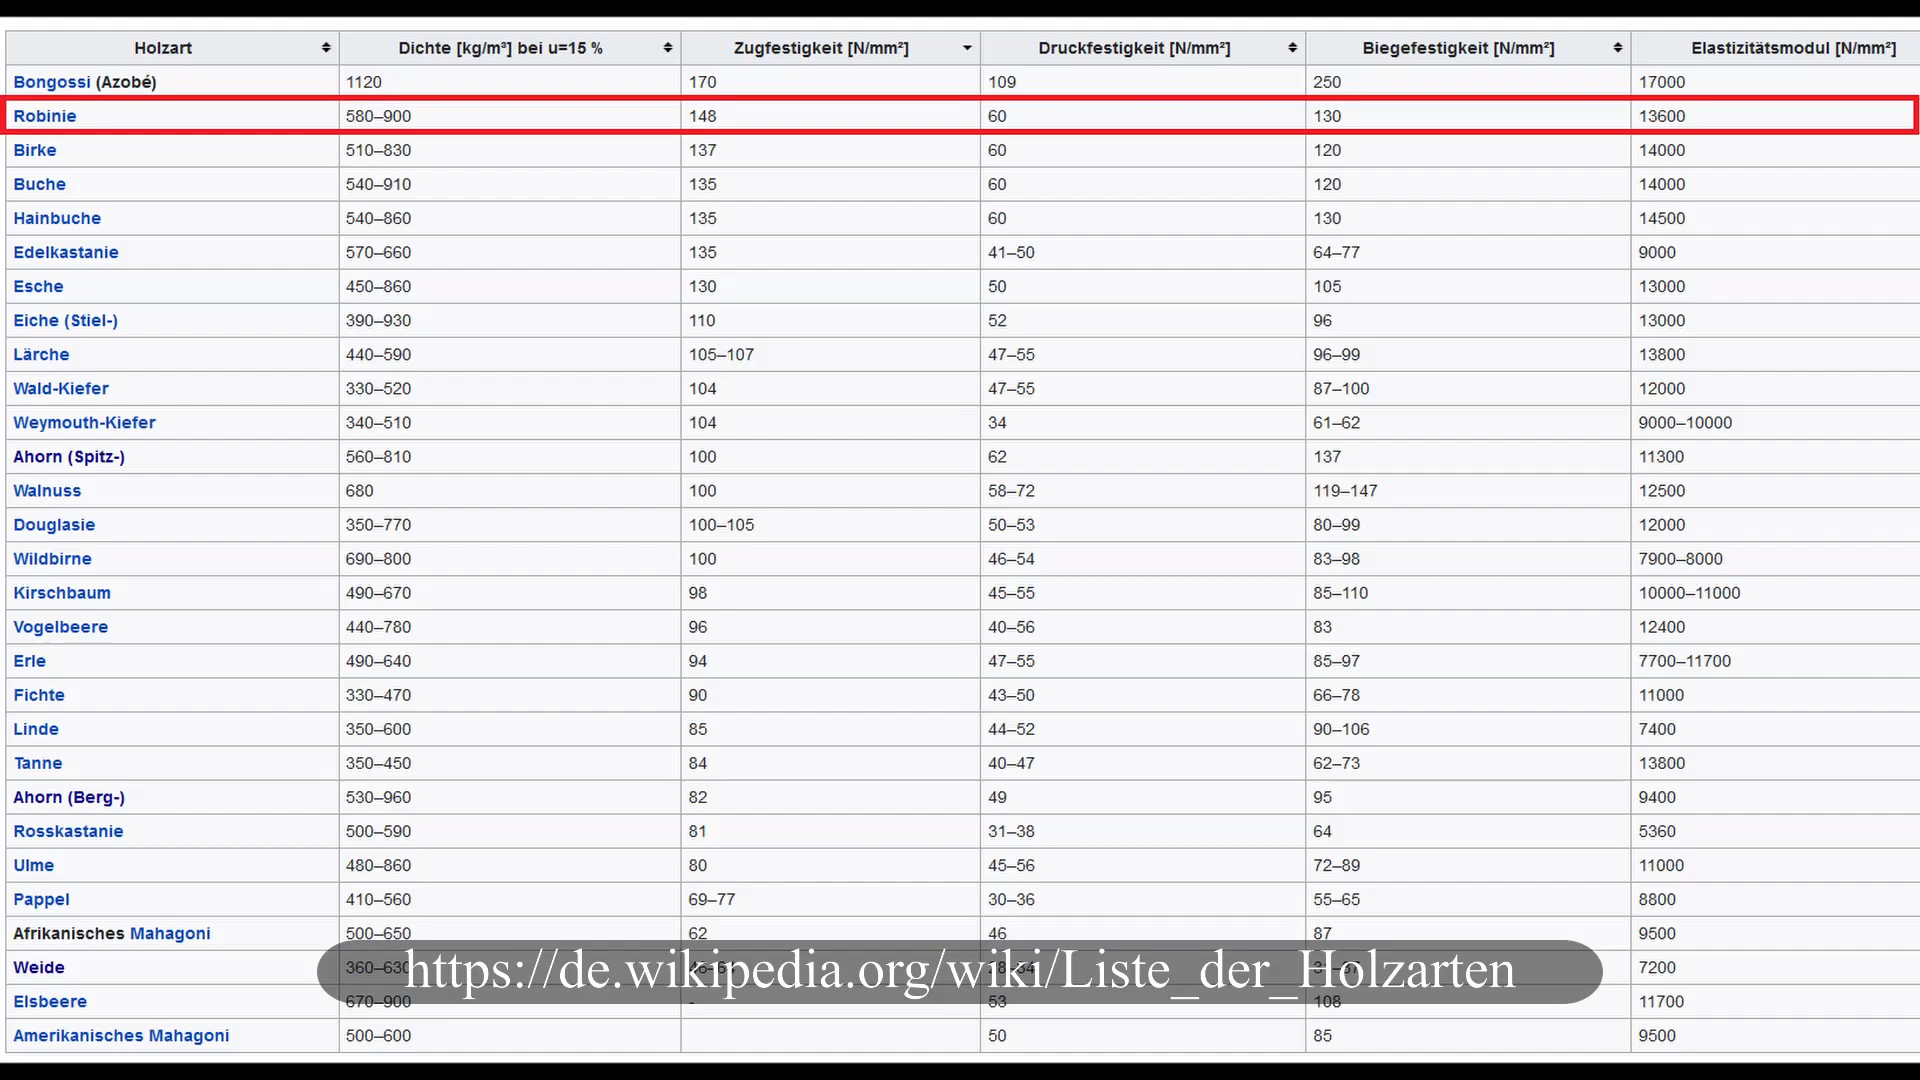 Holzart Dichte [kg/m³] bei u=15 % Zugfestigkeit [N/mm²] Druckfestigkeit [N/mm²] Biegefestigkeit [N/mm²] Elastizitätsmodul [N/mm²]
Bongossi (Azobé) 1120 170 109 250 17000
Robinie 580–900 148 60 130 13600
Birke 510–830 137 60 120 14000
Buche 540–910 135 60 120 14000
Hainbuche 540–860 135 60 130 14500
Edelkastanie 570–660 135 41–50 64–77 9000
Esche 450–860 130 50 105 13000
Eiche (Stiel-) 390–930 110 52 96 13000
Lärche 440–590 105–107 47–55 96–99 13800
Wald-Kiefer 330–520 104 47–55 87–100 12000
Weymouth-Kiefer 340–510 104 34 61–62 9000–10000
Ahorn (Spitz-) 560–810 100 62 137 11300
Walnuss 680 100 58–72 119–147 12500
Douglasie 350–770 100–105 50–53 80–99 12000
Wildbirne 690–800 100 46–54 83–98 7900–8000
Kirschbaum 490–670 98 45–55 85–110 10000–11000
Vogelbeere 440–780 96 40–56 83 12400
Erle 490–640 94 47–55 85–97 7700–11700
Fichte 330–470 90 43–50 66–78 11000
Linde 350–600 85 44–52 90–106 7400
Tanne 350–450 84 40–47 62–73 13800
Ahorn (Berg-) 530–960 82 49 95 9400
Rosskastanie 500–590 81 31–38 64 5360
Ulme 480–860 80 45–56 72–89 11000
Pappel 410–560 69–77 30–36 55–65 8800
Afrikanisches Mahagoni 500–650 62 46 87 9500
Weide 360–630 7200
https://de.wikipedia.org/wiki/Liste_der_Holzarten
Elsbeere 670–900 - 53 108 11700
Amerikanisches Mahagoni 500–600 50 85 9500